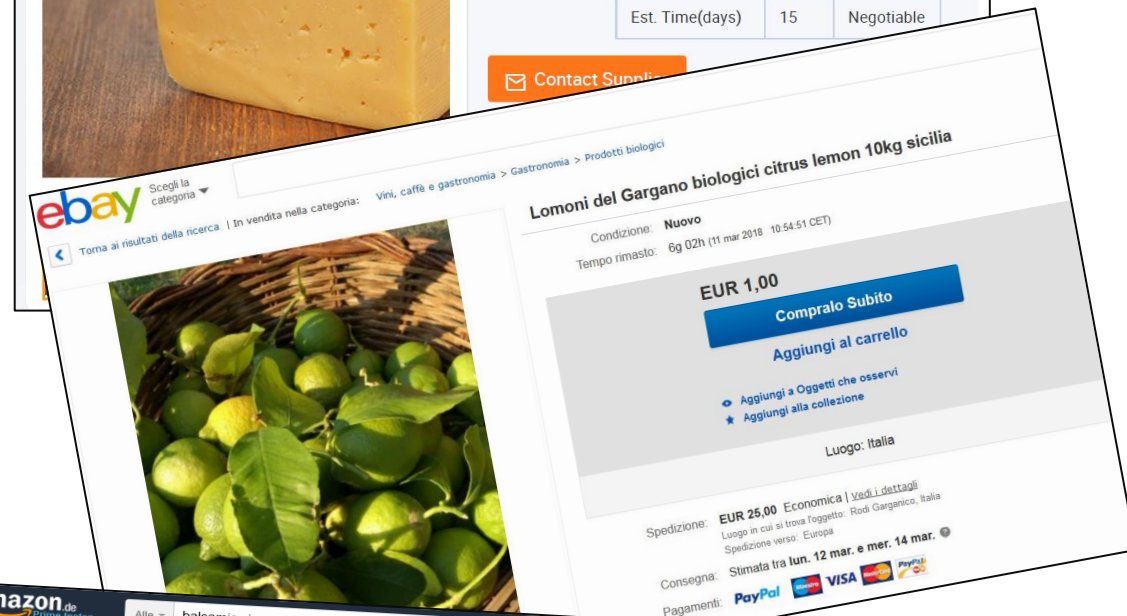 Est. Time(days) 15 Negotiable
Contact
ebay
Scegli la
categoria
Torna ai risultati della ricerca | In vendita nella categoria: Vini, caffè e gastronomia > Gastronomia > Prodotti biologici
Lomoni del Gargano biologici citrus lemon 10kg sicilia
Condizione: Nuovo
Tempo rimasto: 6g 02h (11 mar 2018 10:54:51 CET)
EUR 1,00
Compralo Subito
Aggiungi al carrello
Aggiungi a Oggetti che osservi
Aggiungi alla collezione
Luogo: Italia
Spedizione: EUR 25,00 Economica | Vedi i dettagli
Luogo in cui si trova l'oggetto: Rodi Garganico, Italia
Spedizione verso: Europa
Consegna: Stimata tra lun. 12 mar. e mer. 14 mar.
Pagamenti: PayPal Maestro VISA PayPal
Alle